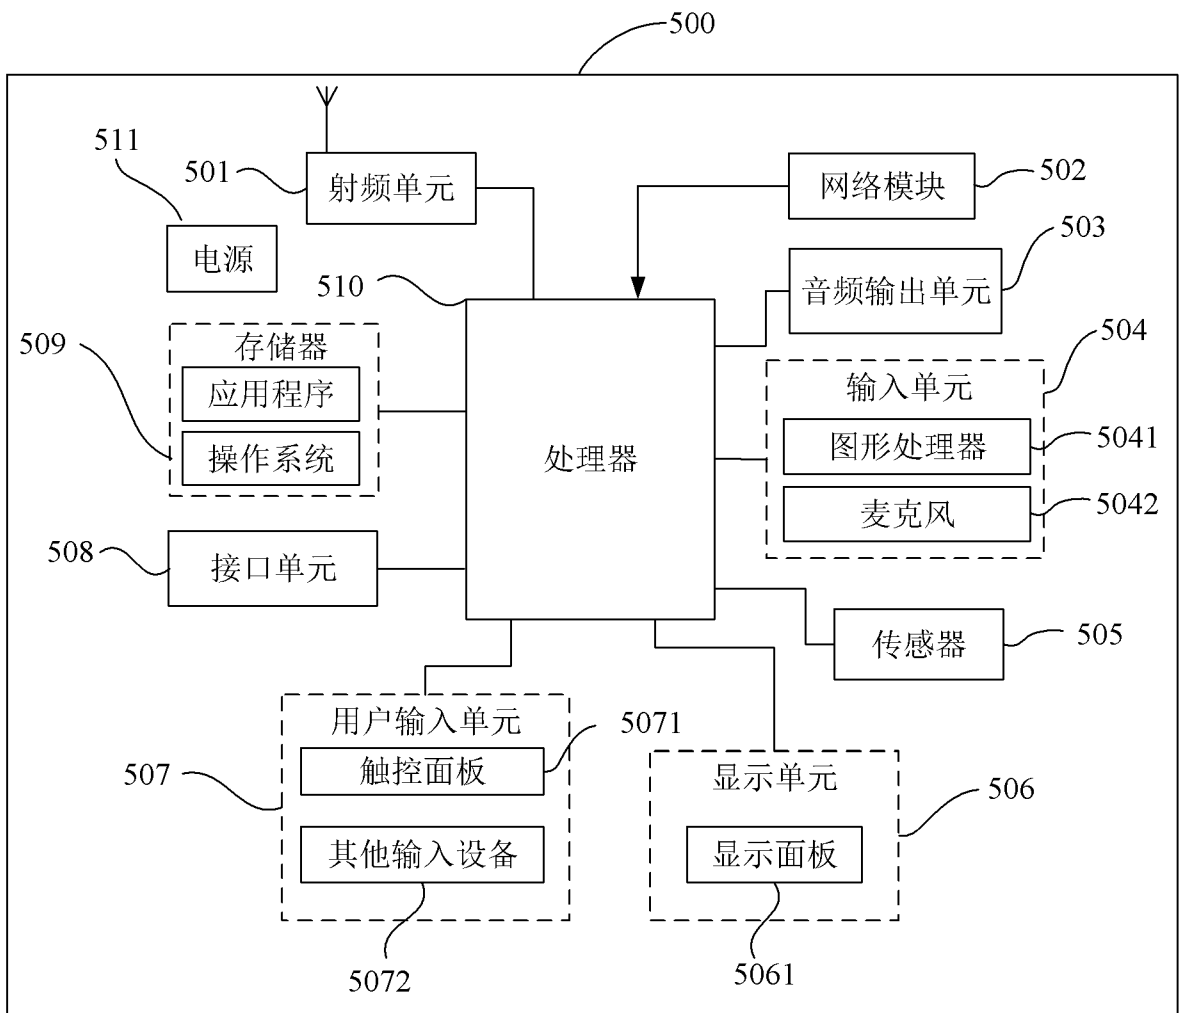 500
511
501
射频单元
网络模块
502
电源
503
音频输出单元
510
509
存储器
应用程序
操作系统
处理器
504
输入单元
图形处理器
5041
麦克风
5042
508
接口单元
传感器
505
用户输入单元
5071
触控面板
507
其他输入设备
5072
显示单元
506
显示面板
5061